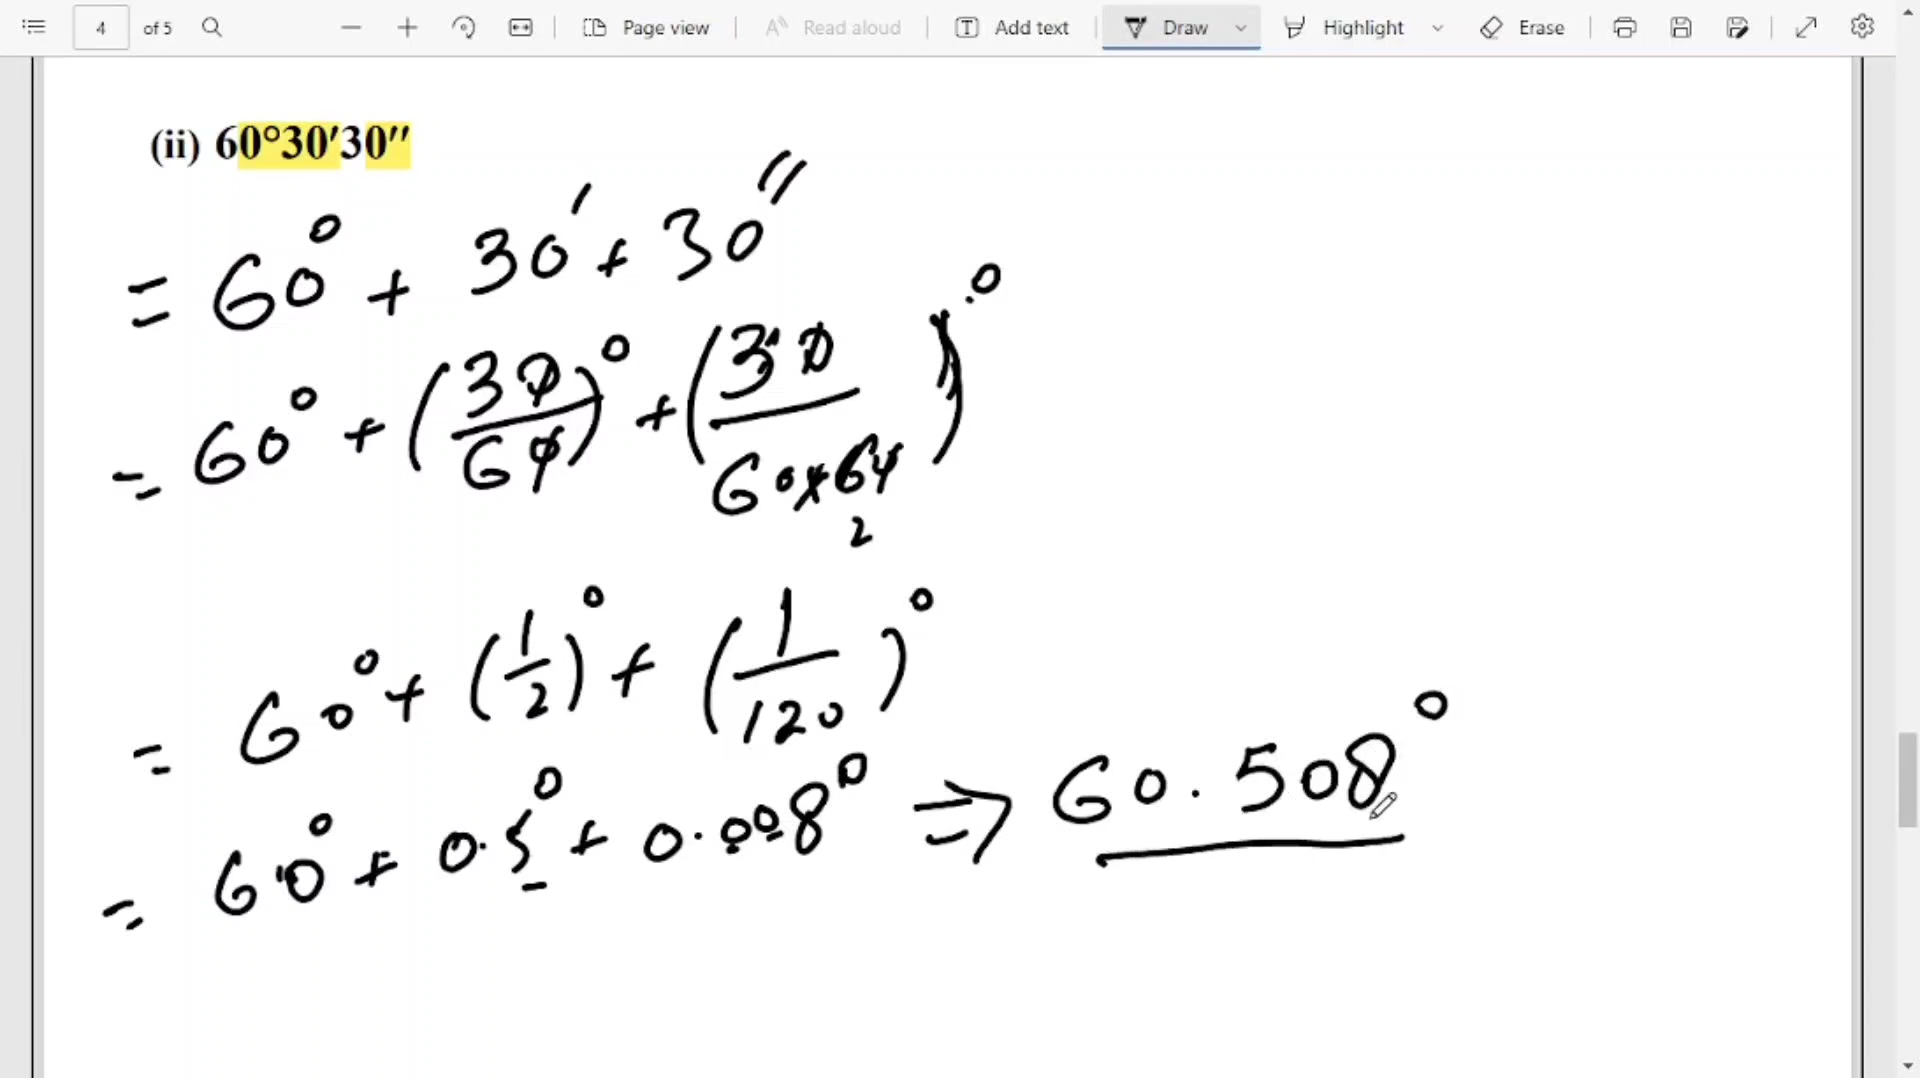 4 of 5 Page view Read aloud Add text Draw Highlight Erase
(ii) 60°30′30″
= 60° + 30′ + 30″
= 60° + (30/60)° + (30/60×60)°
2
= 60° + (1/2)° + (1/120)°
= 60° + 0.5° + 0.008° ⇒ 60.508°